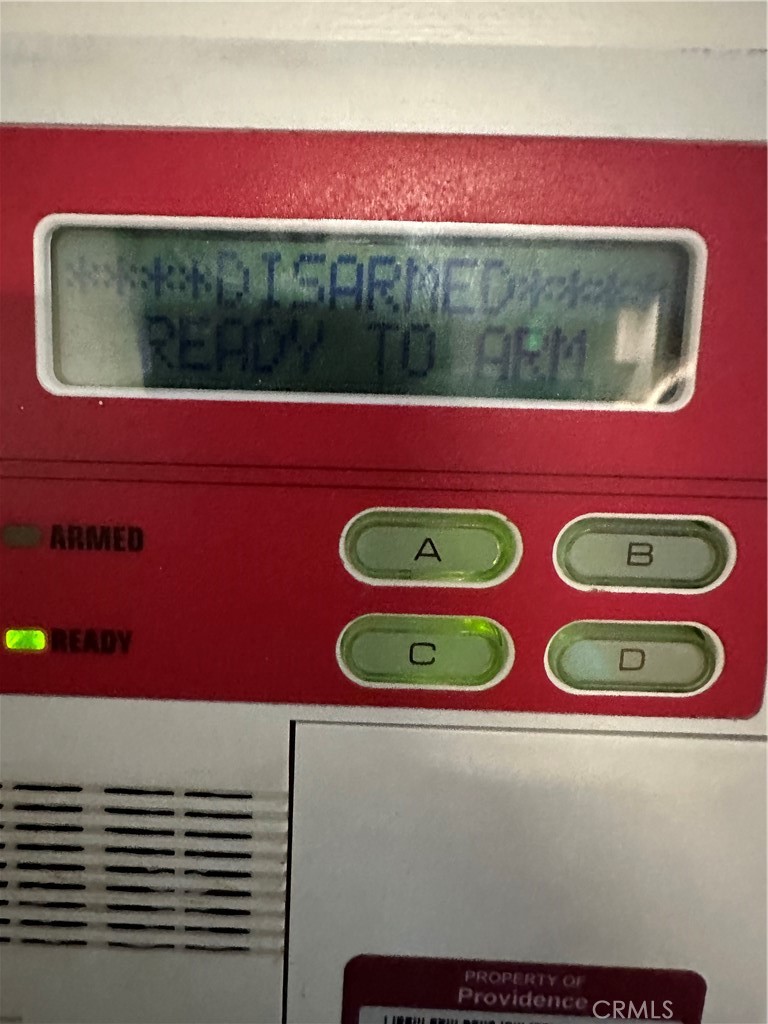 ****DISARMED****
READY TO ARM
ARMED
A
B
READY
C
D
PROPERTY OF
Providence
CRMLS